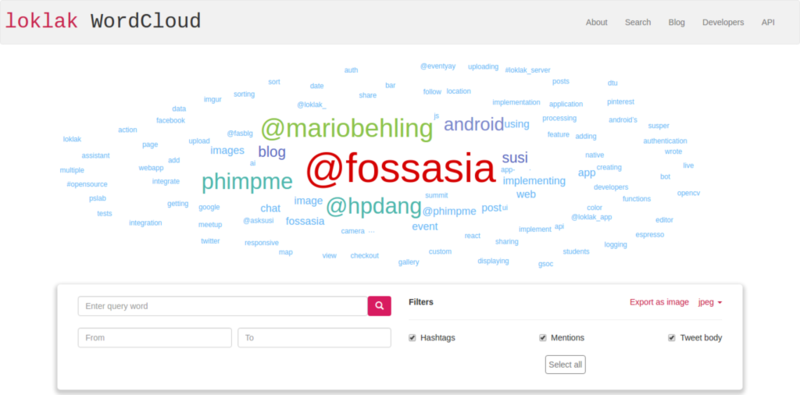 loklak WordCloud
About Search Blog Developers API
@eventyay uploading #loklak_server
auth
sort date bar posts dtu
imgur sorting share follow location
data @loklak_ implementation application pinterest
facebook @mariobehling js android using processing android's
action @fasbig susper
loklak page upload feature adding authentication
assistant images blog @fossasia susi native wrote
webapp add ai creating live
multiple phimpme app- app bot
#opensource integrate implementing developers
pslab image @hpdang summit web functions opencv
getting google chat @phimpme post ui color
tests @asksusi fossasia @loklak_app editor
integration meetup camera ... event implement api espresso
twitter responsive react sharing logging
map view checkout custom students
gallery displaying gsoc
Enter query word
Filters Export as image jpeg
From To
Hashtags Mentions Tweet body
Select all